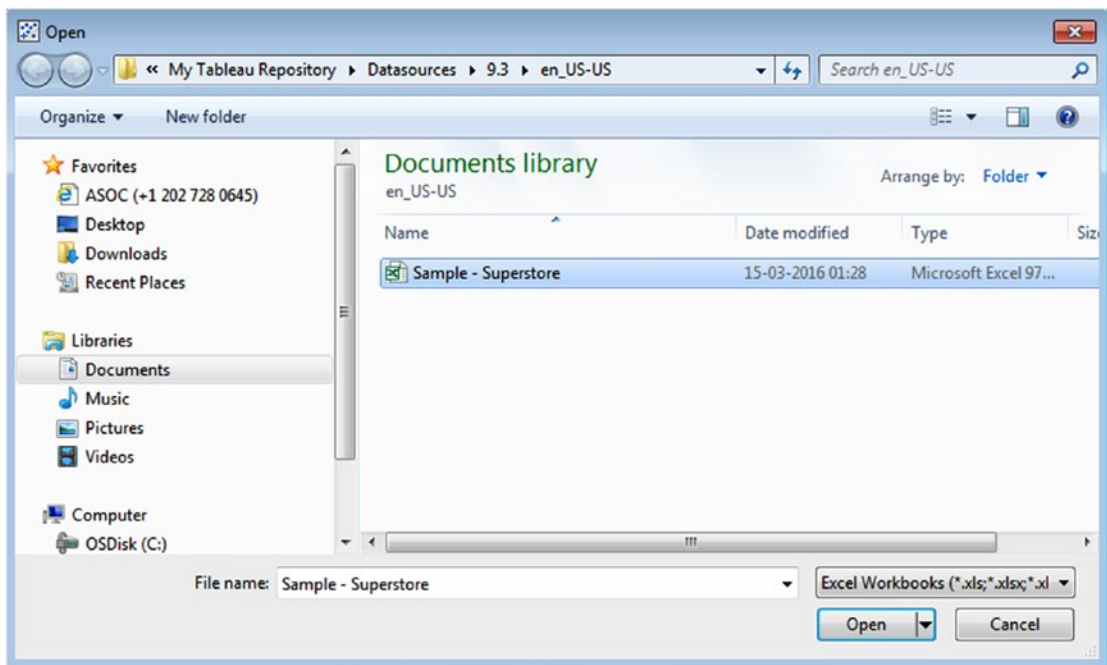 Open
« My Tableau Repository ▸ Datasources ▸ 9.3 ▸ en_US-US
Search en_US-US
Organize ▾ New folder
Favorites
ASOC (+1 202 728 0645)
Desktop
Downloads
Recent Places
Libraries
Documents
Music
Pictures
Videos
Computer
OSDisk (C:)
Documents library
en_US-US
Arrange by: Folder ▾
Name Date modified Type Siz
Sample - Superstore 15-03-2016 01:28 Microsoft Excel 97...
File name: Sample - Superstore
Excel Workbooks (*.xls;*.xlsx;*.xl
Open Cancel